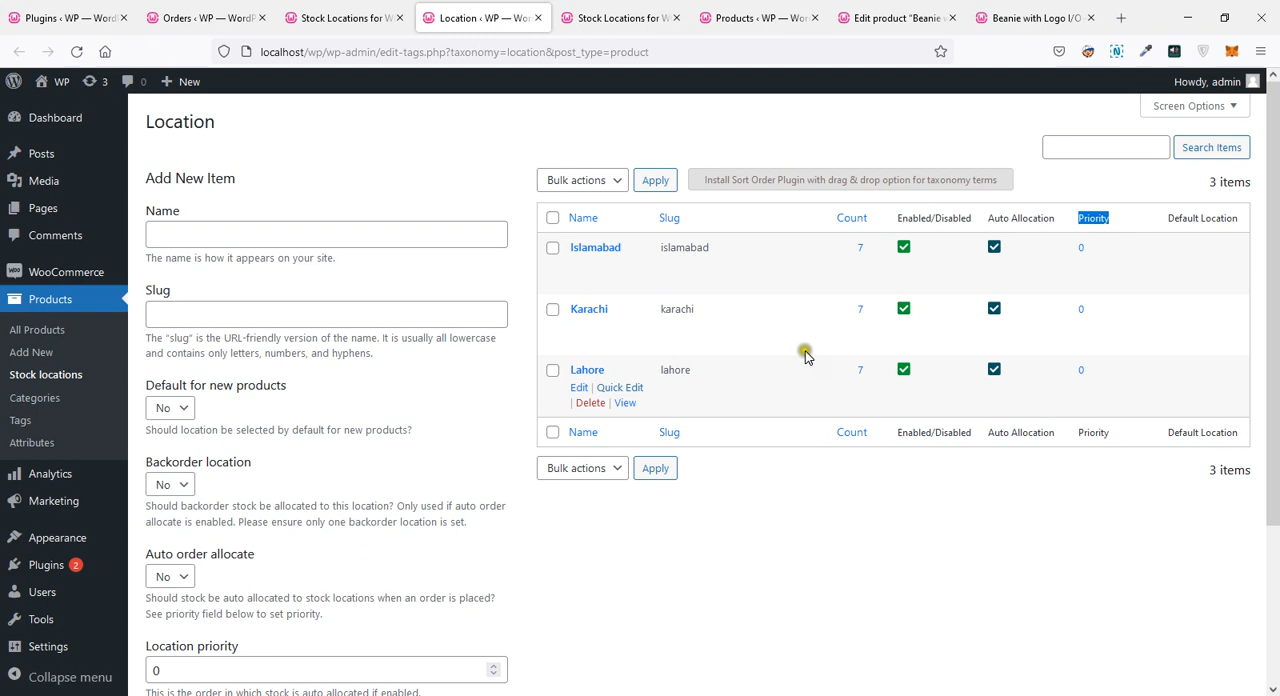 Plugins ‹ WP — WordP
Orders ‹ WP — WordP
Stock Locations for W
Location ‹ WP — Wor
Stock Locations for W
Products ‹ WP — Wor
Edit product "Beanie
Beanie with Logo I/O
localhost/wp/wp-admin/edit-tags.php?taxonomy=location&post_type=product
WP
3
0
New
Howdy, admin
Dashboard
Posts
Media
Pages
Comments
WooCommerce
Products
All Products
Add New
Stock locations
Categories
Tags
Attributes
Analytics
Marketing
Appearance
Plugins 2
Users
Tools
Settings
Collapse menu
Location
Screen Options
Search Items
Add New Item
Name
The name is how it appears on your site.
Slug
The "slug" is the URL-friendly version of the name. It is usually all lowercase
and contains only letters, numbers, and hyphens.
Default for new products
No
Should location be selected by default for new products?
Backorder location
No
Should backorder stock be allocated to this location? Only used if auto order
allocate is enabled. Please ensure only one backorder location is set.
Auto order allocate
No
Should stock be auto allocated to stock locations when an order is placed?
See priority field below to set priority.
Location priority
0
This is the order in which stock is auto allocated if enabled.
Bulk actions
Apply
Install Sort Order Plugin with drag & drop option for taxonomy terms
3 items
Name Slug Count Enabled/Disabled Auto Allocation Priority Default Location
Islamabad islamabad 7 0
Karachi karachi 7 0
Lahore lahore 7 0
Edit | Quick Edit
| Delete | View
Name Slug Count Enabled/Disabled Auto Allocation Priority Default Location
Bulk actions
Apply
3 items